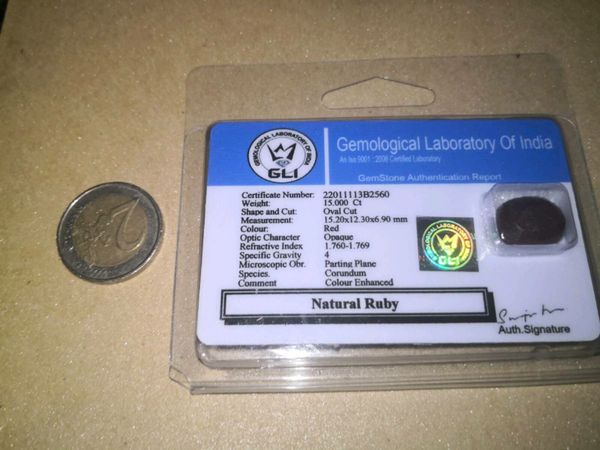 2
GEMOLOGICAL LABORATORY OF INDIA
GLI
Gemological Laboratory Of India
An Iso 9001 : 2008 Certified Laboratory
GemStone Authentication Report
Certificate Number: 22011113B2560
Weight: 15.000 Ct
Shape and Cut: Oval Cut
Measurement: 15.20x12.30x6.90 mm
Colour: Red
Optic Character Opaque
Refractive Index 1.760-1.769
Specific Gravity 4
Microscopic Obr. Parting Plane
Species. Corundum
Comment Colour Enhanced
GLI
Natural Ruby
Auth.Signature